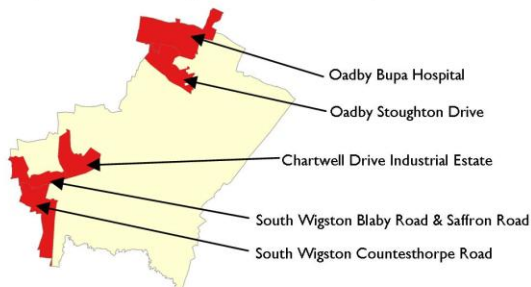 Oadby Bupa Hospital
Oadby Stoughton Drive
Chartwell Drive Industrial Estate
South Wigston Blaby Road & Saffron Road
South Wigston Countesthorpe Road